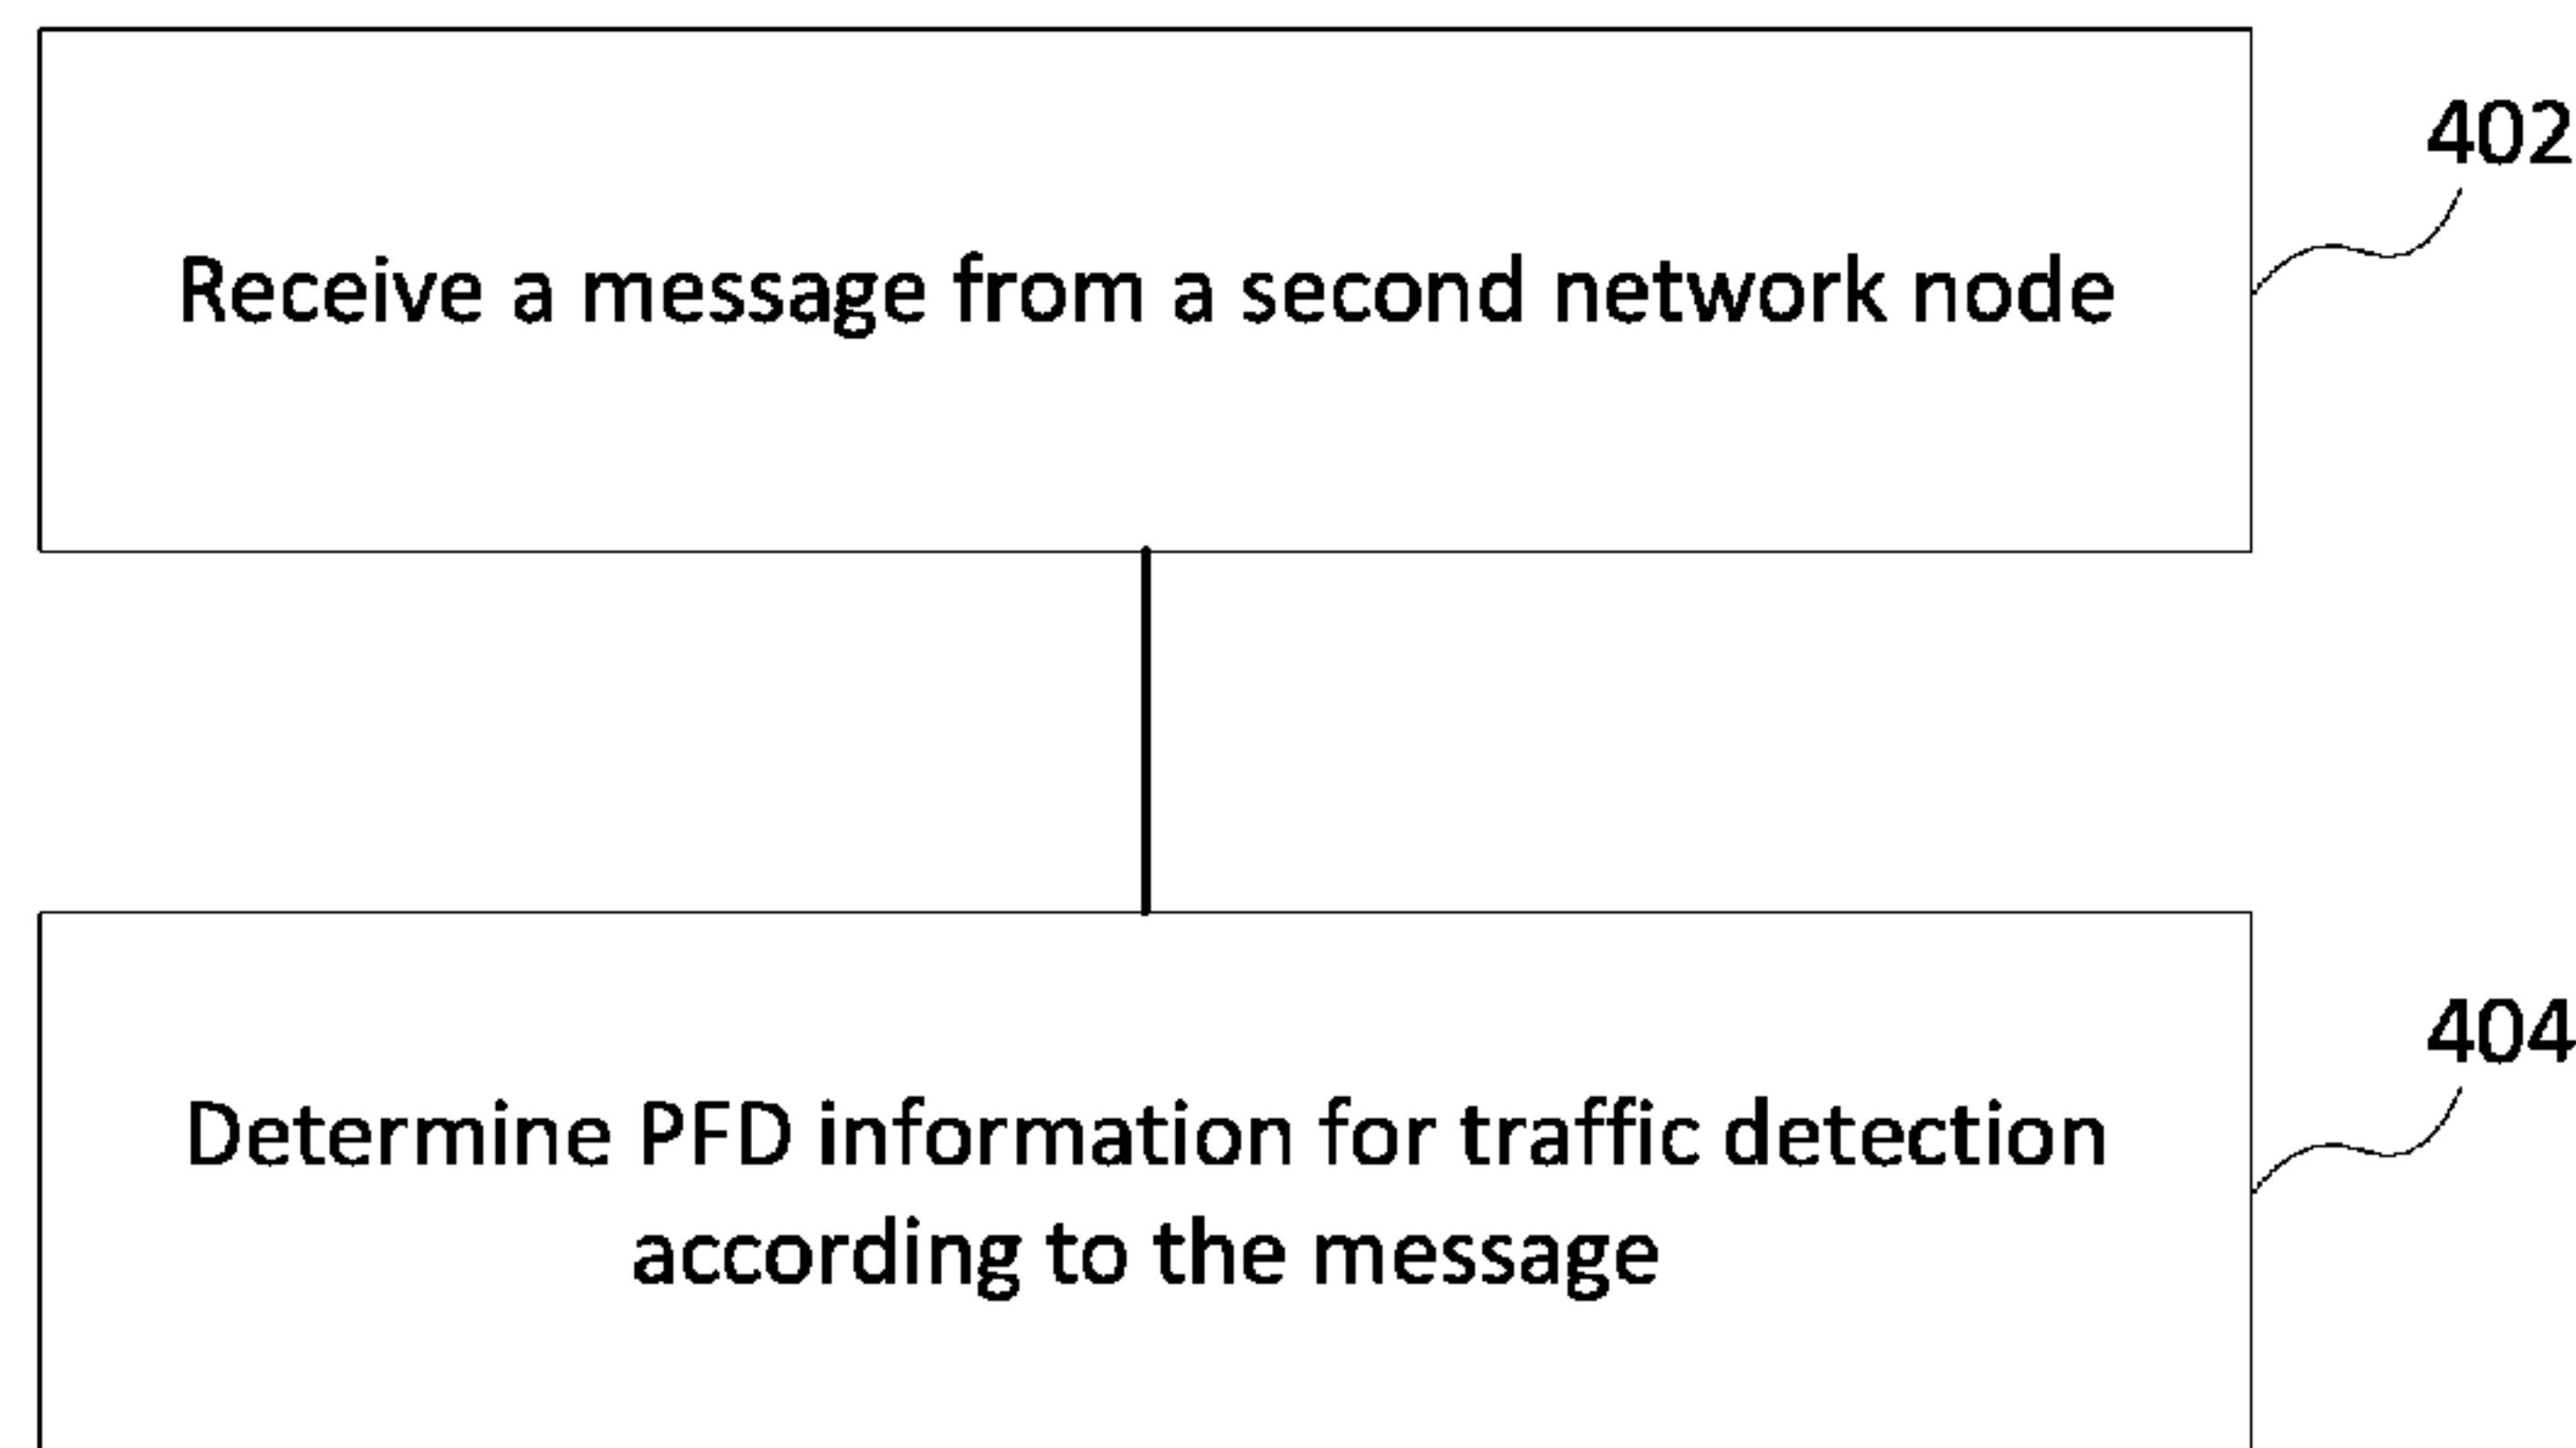 402
Receive a message from a second network node
404
Determine PFD information for traffic detection
according to the message